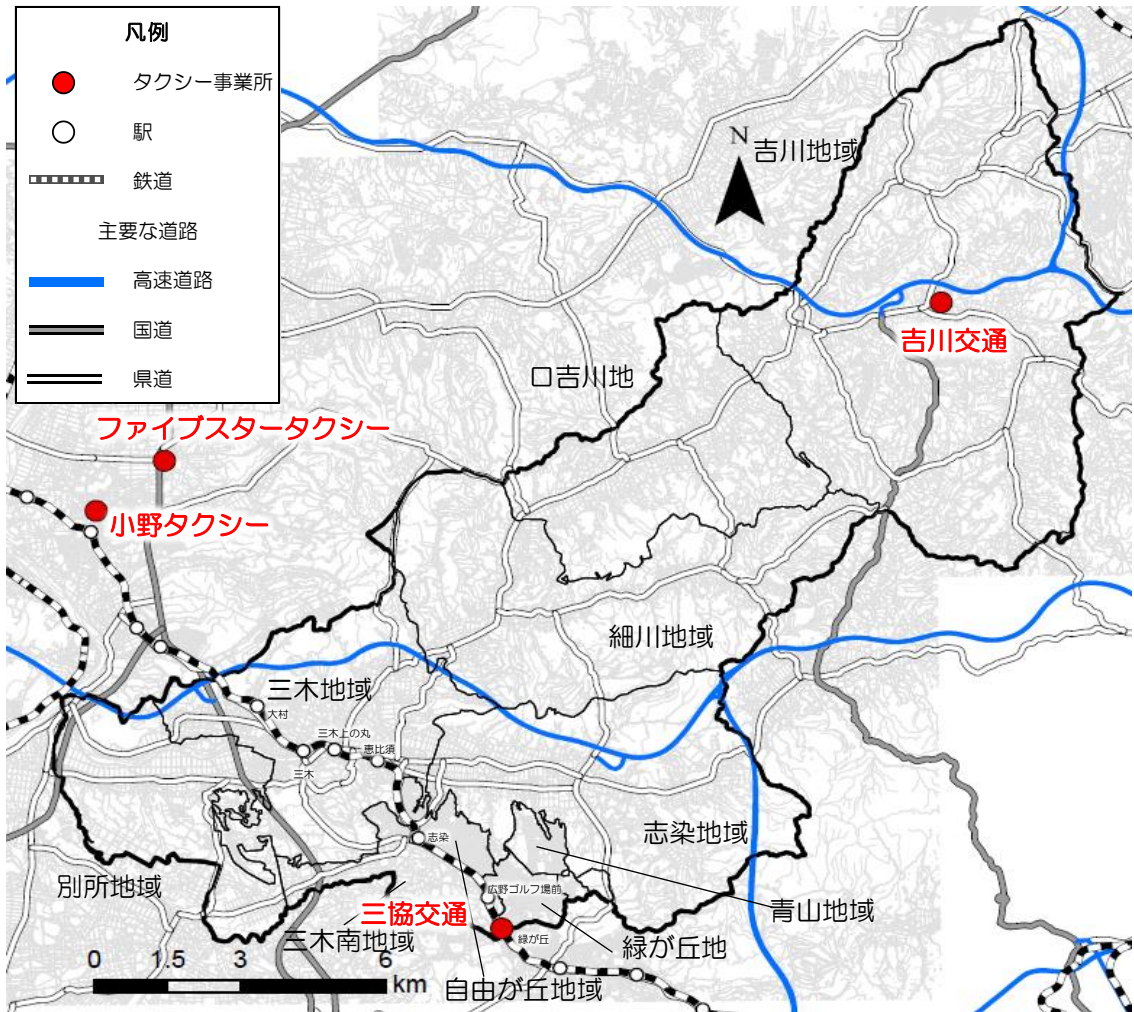 凡例
タクシー事業所
駅
鉄道
主要な道路
高速道路
国道
県道
N
吉川地域
吉川交通
口吉川地
ファイブスタータクシー
小野タクシー
細川地域
三木地域
大村
三木上の丸
恵比須
三木
志染
志染地域
別所地域
広野ゴルフ場前
青山地域
三協交通
緑が丘
三木南地域
緑が丘地
自由が丘地域
0 1.5 3 6
km